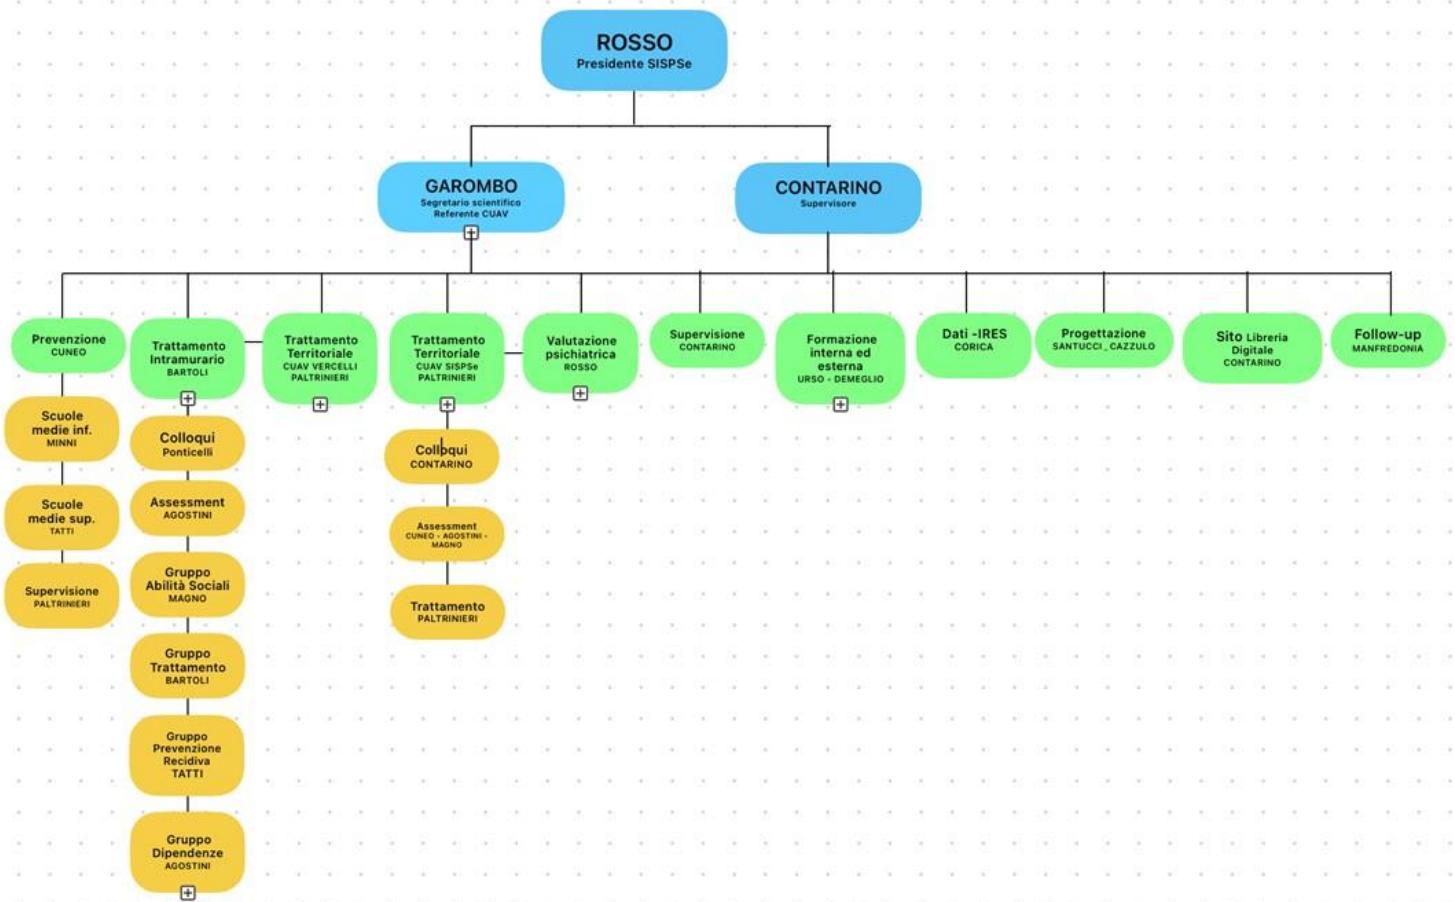 ROSSO
Presidente SISPSe
GAROMBO
Segretario scientifico
Referente CUAV
CONTARINO
Supervisore
Prevenzione
CUNEO
Trattamento
Intramurario
BARTOLI
Trattamento
Territoriale
CUAV VERCELLI
PALTRINIERI
Trattamento
Territoriale
CUAV SISPSe
PALTRINIERI
Valutazione
psichiatrica
ROSSO
Supervisione
CONTARINO
Formazione
interna ed
esterna
URSO - DEMEGLIO
Dati -IRES
CORICA
Progettazione
SANTUCCI_CAZZULO
Sito Libreria
Digitale
CONTARINO
Follow-up
MANFREDONIA
Scuole
medie inf.
MINNI
Scuole
medie sup.
TATTI
Supervisione
PALTRINIERI
Colloqui
Ponticelli
Assessment
AGOSTINI
Gruppo
Abilità Sociali
MAGNO
Gruppo
Trattamento
BARTOLI
Gruppo
Prevenzione
Recidiva
TATTI
Gruppo
Dipendenze
AGOSTINI
Colloqui
CONTARINO
Assessment
CUNEO - AGOSTINI -
MAGNO
Trattamento
PALTRINIERI